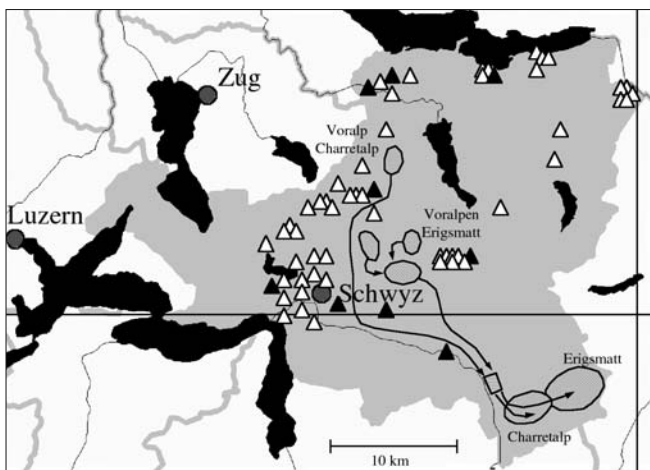 Zug
Voralp
Charretalp
Luzern
Voralpen
Erigsmatt
Schwyz
Erigsmatt
Charretalp
10 km